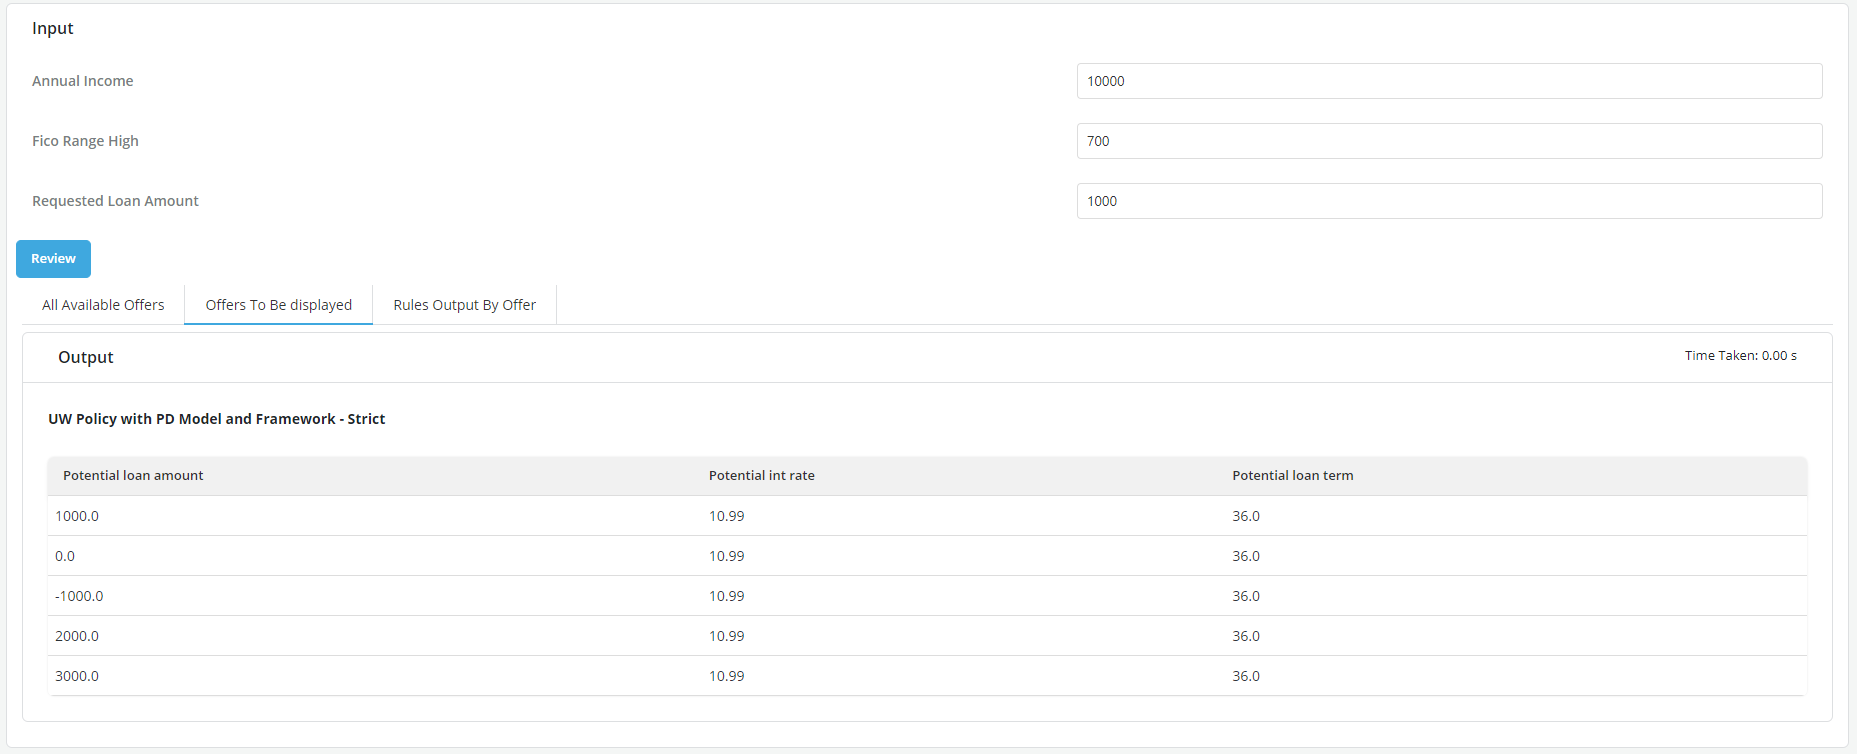 Input
Annual Income 10000
Fico Range High 700
Requested Loan Amount 1000
Review
All Available Offers Offers To Be displayed Rules Output By Offer
Output Time Taken: 0.00 s
UW Policy with PD Model and Framework - Strict
Potential loan amount Potential int rate Potential loan term
1000.0 10.99 36.0
0.0 10.99 36.0
-1000.0 10.99 36.0
2000.0 10.99 36.0
3000.0 10.99 36.0